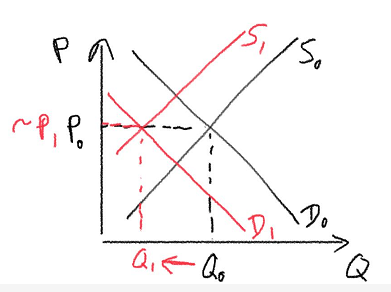 P
S₁
S₀
~P₁ P₀
D₁
D₀
Q₁ ← Q₀
Q